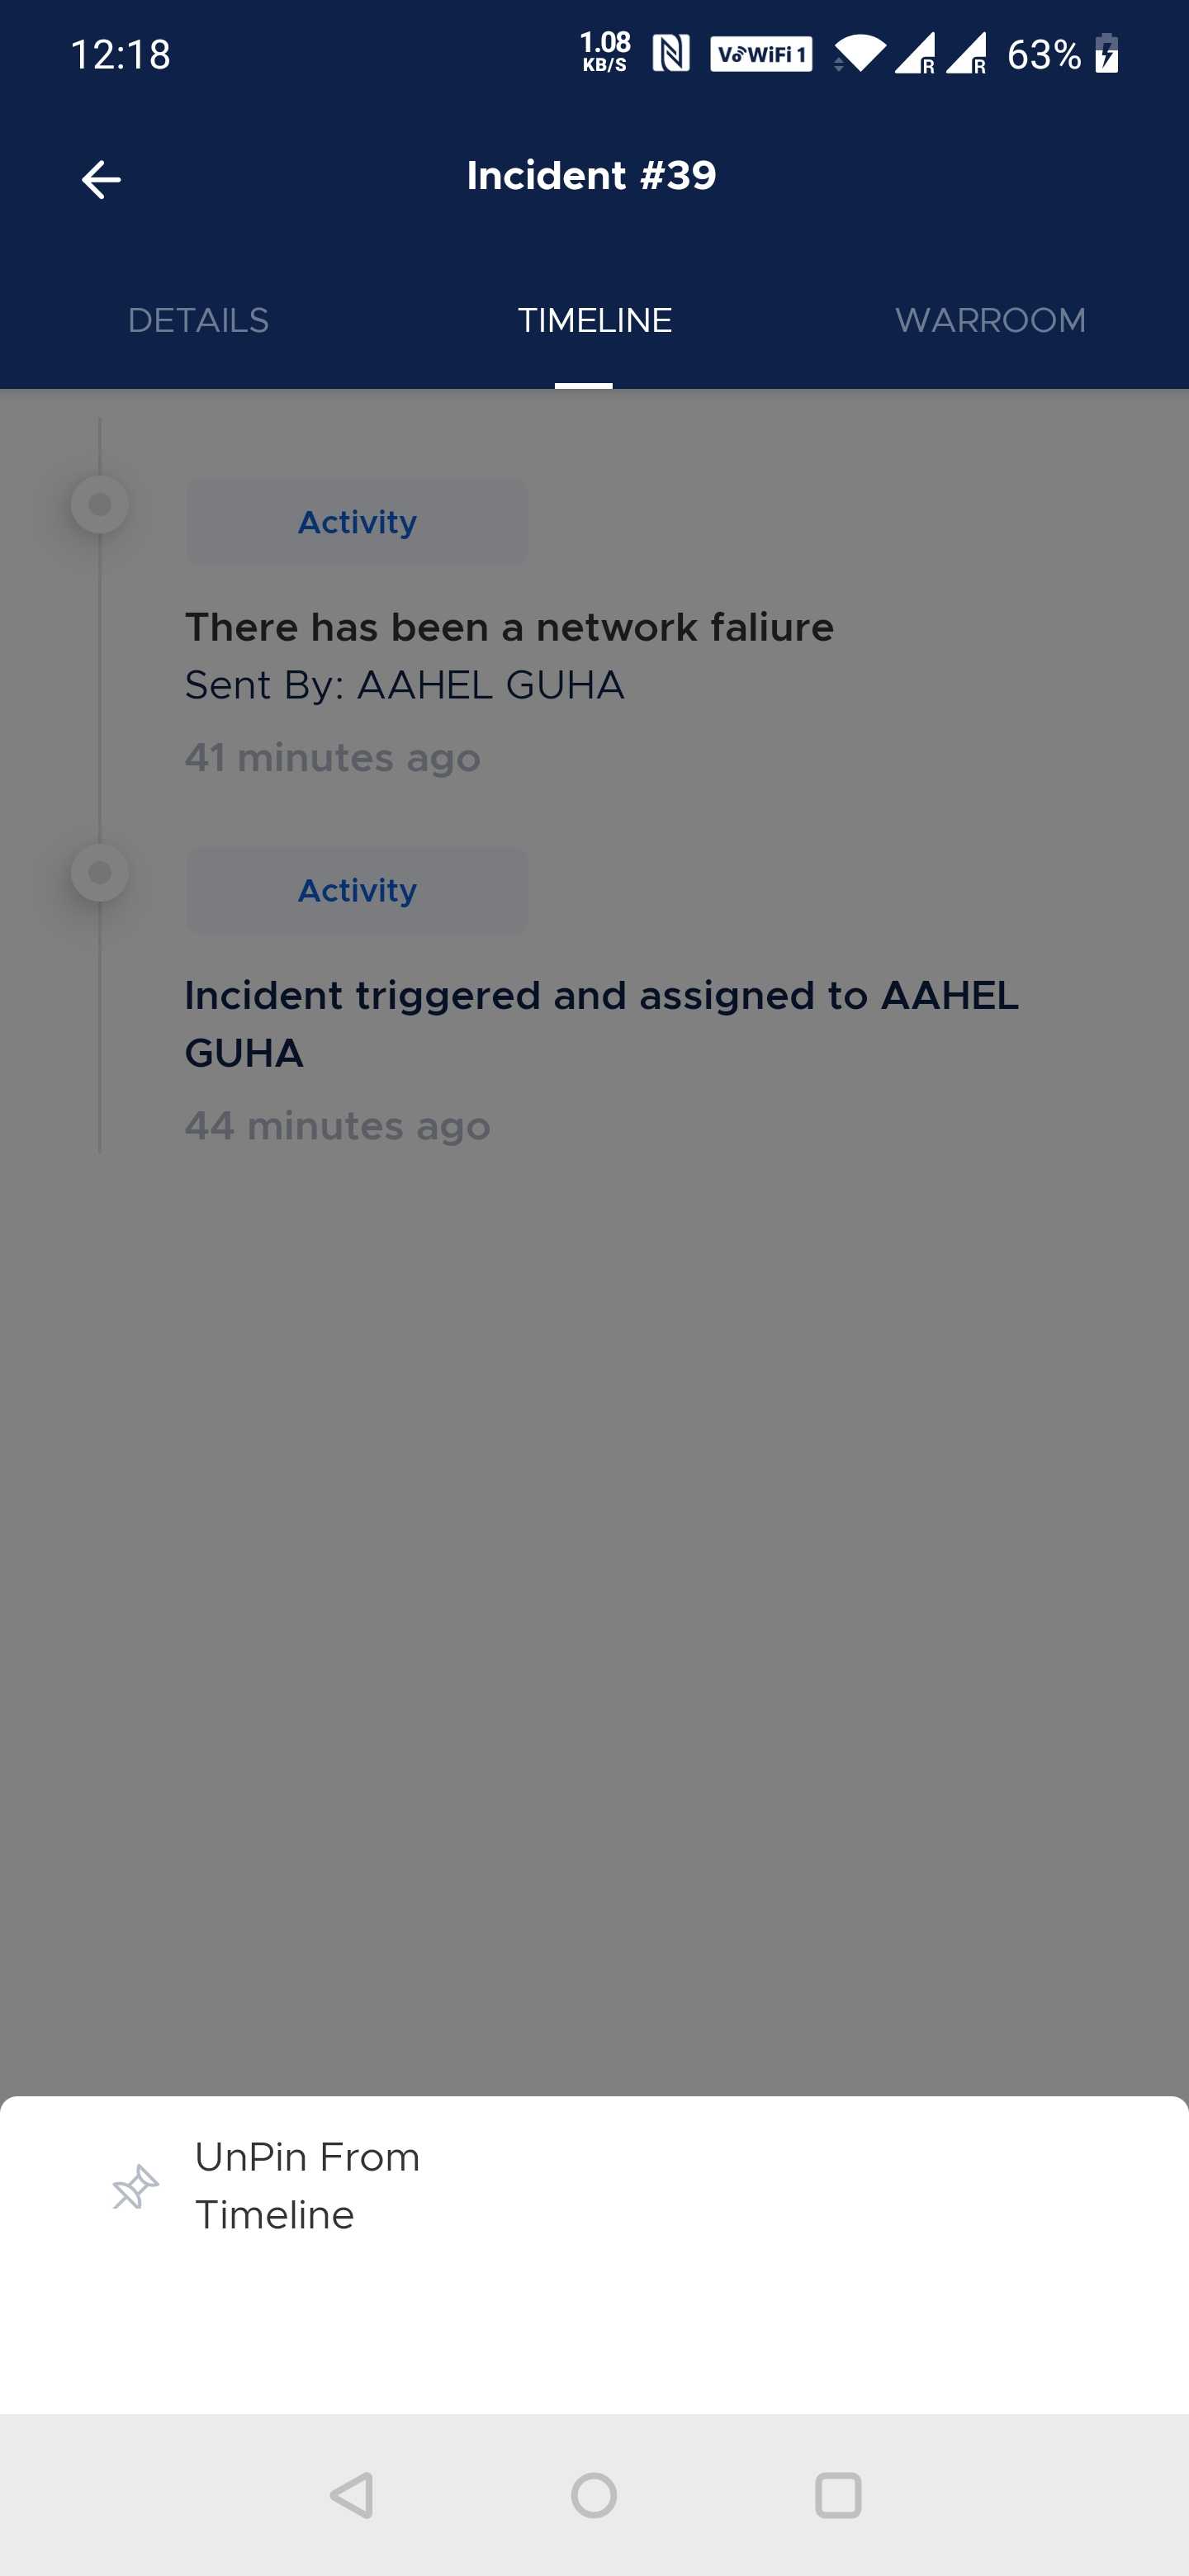 12:18
1.08
KB/S
VoWiFi 1
R
R
63%
Incident #39
DETAILS
TIMELINE
WARROOM
Activity
There has been a network faliure
Sent By: AAHEL GUHA
41 minutes ago
Activity
Incident triggered and assigned to AAHEL
GUHA
44 minutes ago
UnPin From
Timeline